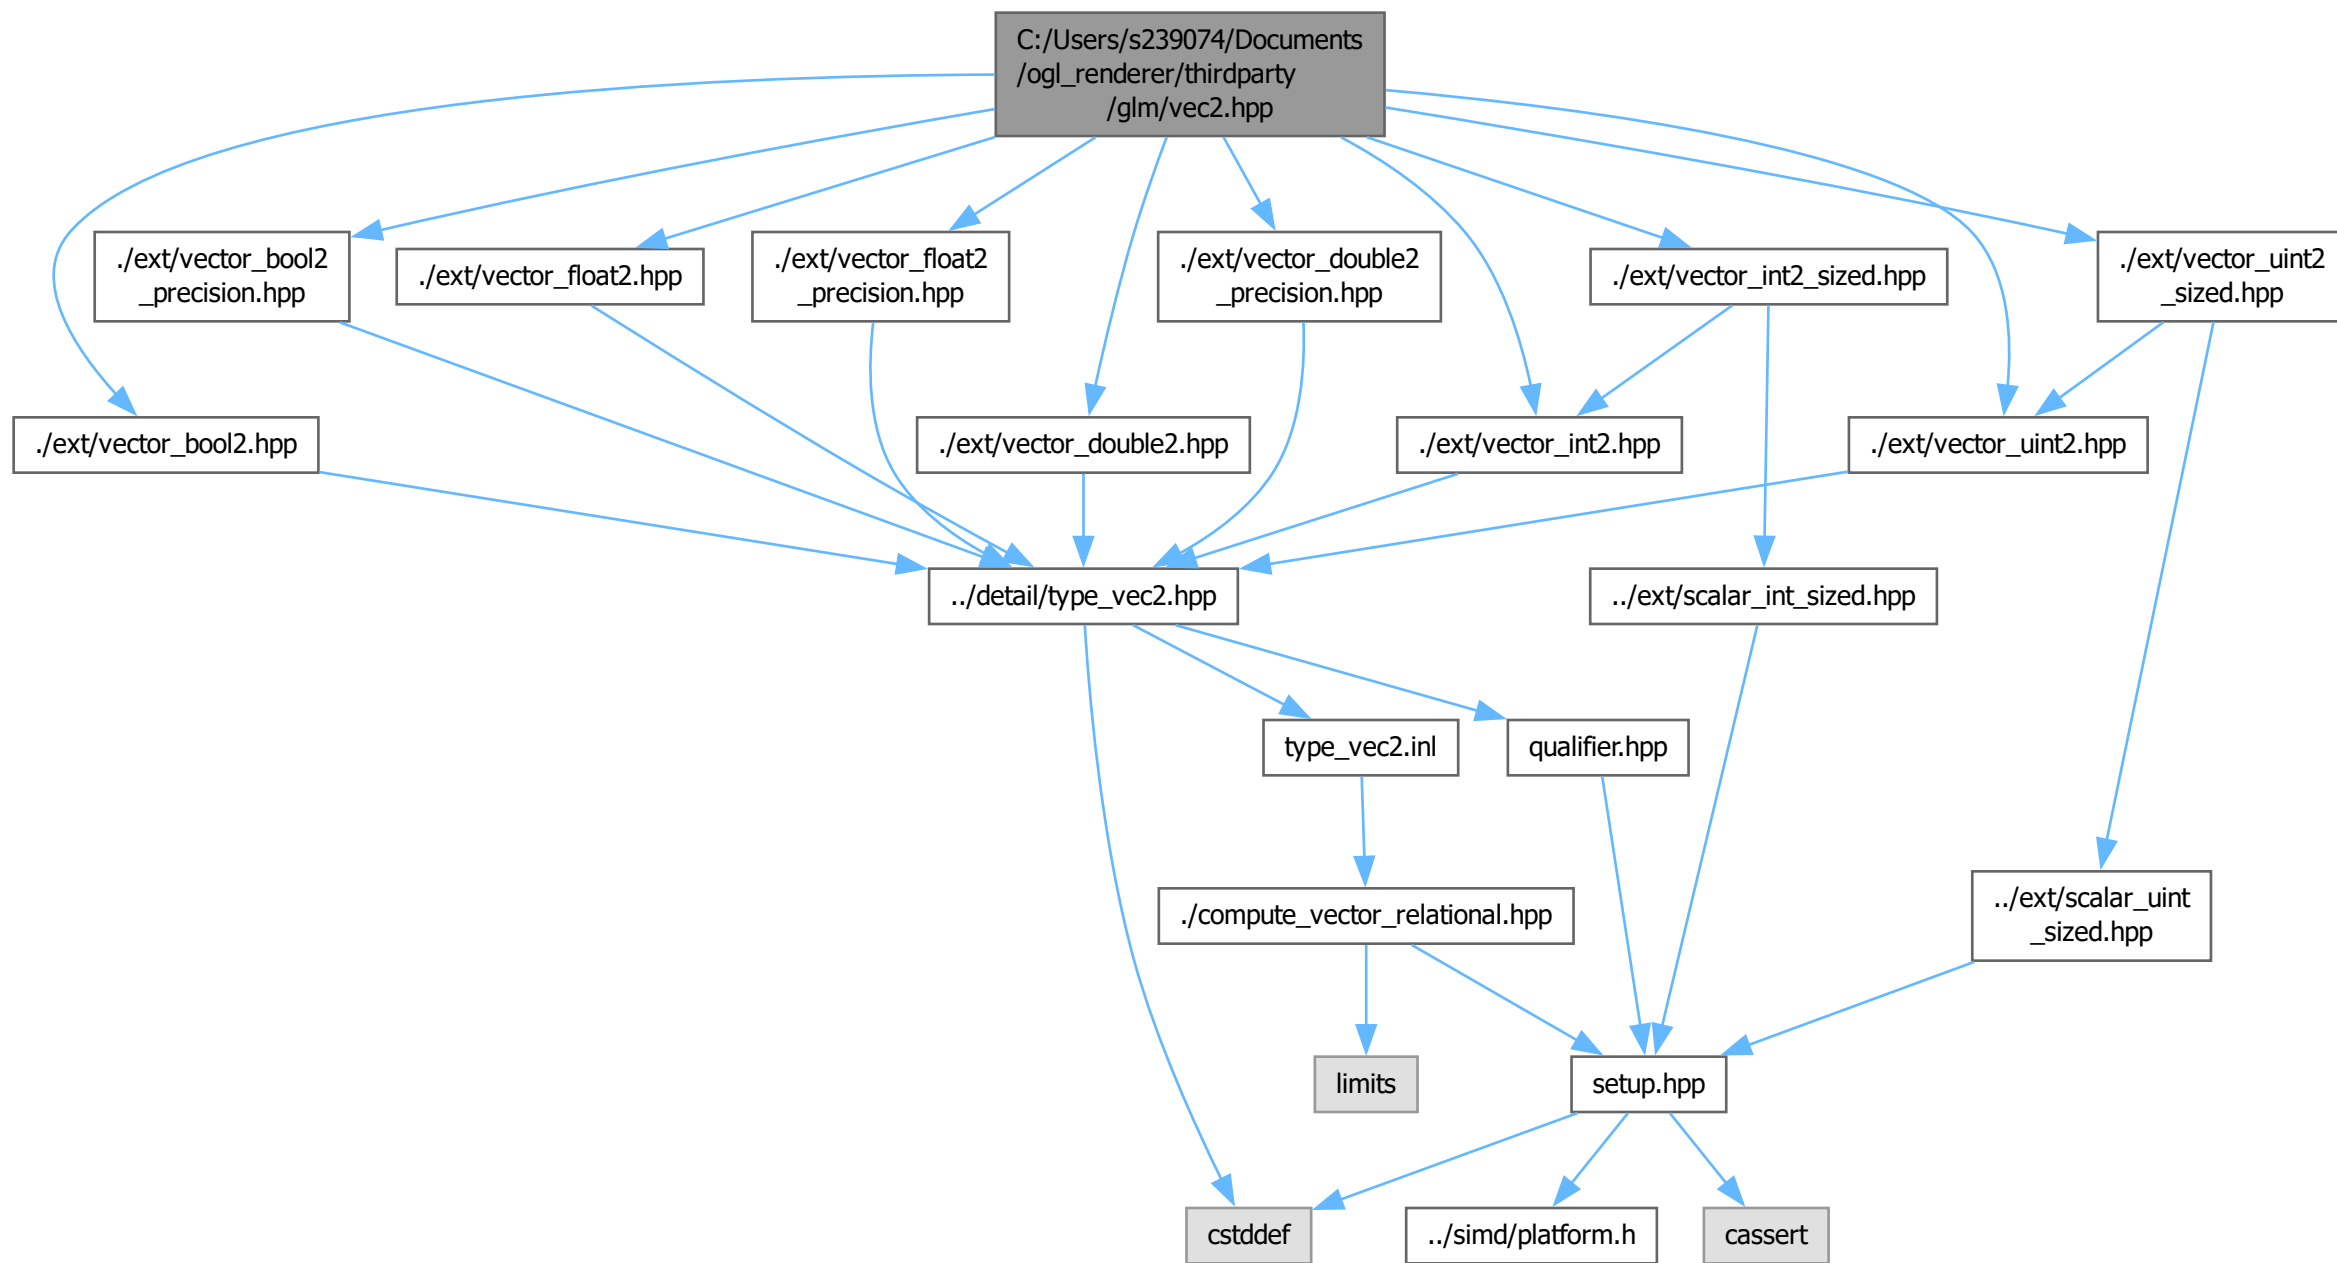 C:/Users/s239074/Documents
/ogl_renderer/thirdparty
/glm/vec2.hpp
./ext/vector_bool2
_precision.hpp
./ext/vector_float2.hpp
./ext/vector_float2
_precision.hpp
./ext/vector_double2
_precision.hpp
./ext/vector_int2_sized.hpp
./ext/vector_uint2
_sized.hpp
./ext/vector_bool2.hpp
./ext/vector_double2.hpp
./ext/vector_int2.hpp
./ext/vector_uint2.hpp
../detail/type_vec2.hpp
../ext/scalar_int_sized.hpp
type_vec2.inl
qualifier.hpp
./compute_vector_relational.hpp
../ext/scalar_uint
_sized.hpp
limits
setup.hpp
cstddef
../simd/platform.h
cassert